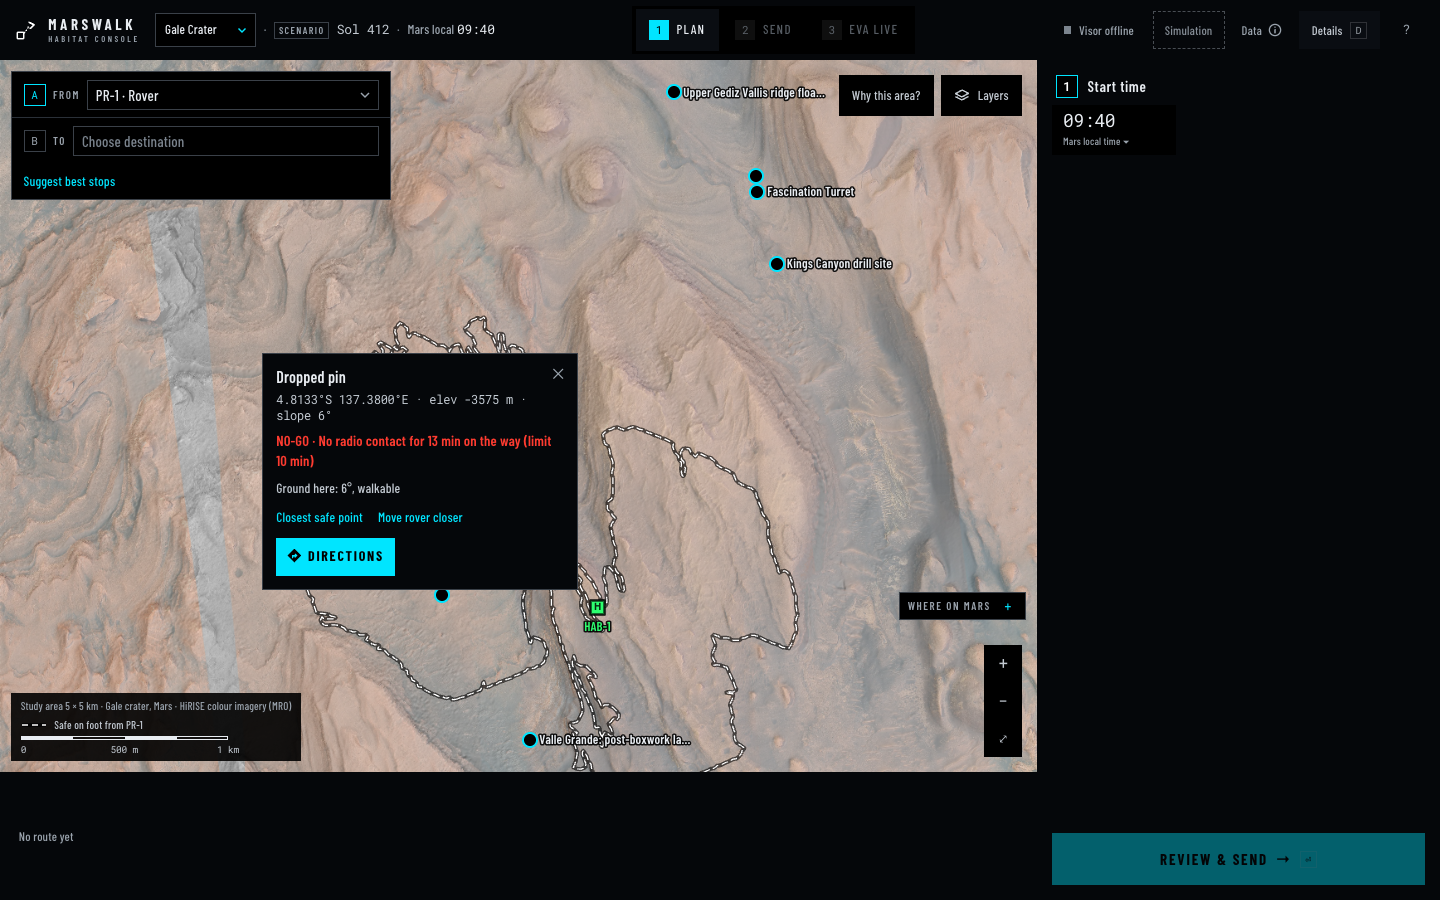 MARSWALK
HABITAT CONSOLE
Gale Crater
· SCENARIO Sol 412 · Mars local 09:40
1 PLAN
2 SEND
3 EVA LIVE
Visor offline
Simulation
Data
Details D
?
A FROM PR-1 · Rover
B TO Choose destination
Suggest best stops
Upper Gediz Vallis ridge floa...
Why this area?
Layers
Fascination Turret
Kings Canyon drill site
1 Start time
09:40
Mars local time
Dropped pin
4.8133°S 137.3800°E · elev -3575 m ·
slope 6°
NO-GO · No radio contact for 13 min on the way (limit
10 min)
Ground here: 6°, walkable
Closest safe point Move rover closer
DIRECTIONS
H
HAB-1
WHERE ON MARS +
+
−
Valle Grande: post-boxwork la...
Study area 5 × 5 km · Gale crater, Mars · HiRISE colour imagery (MRO)
Safe on foot from PR-1
0 500 m 1 km
No route yet
REVIEW & SEND → ⏎